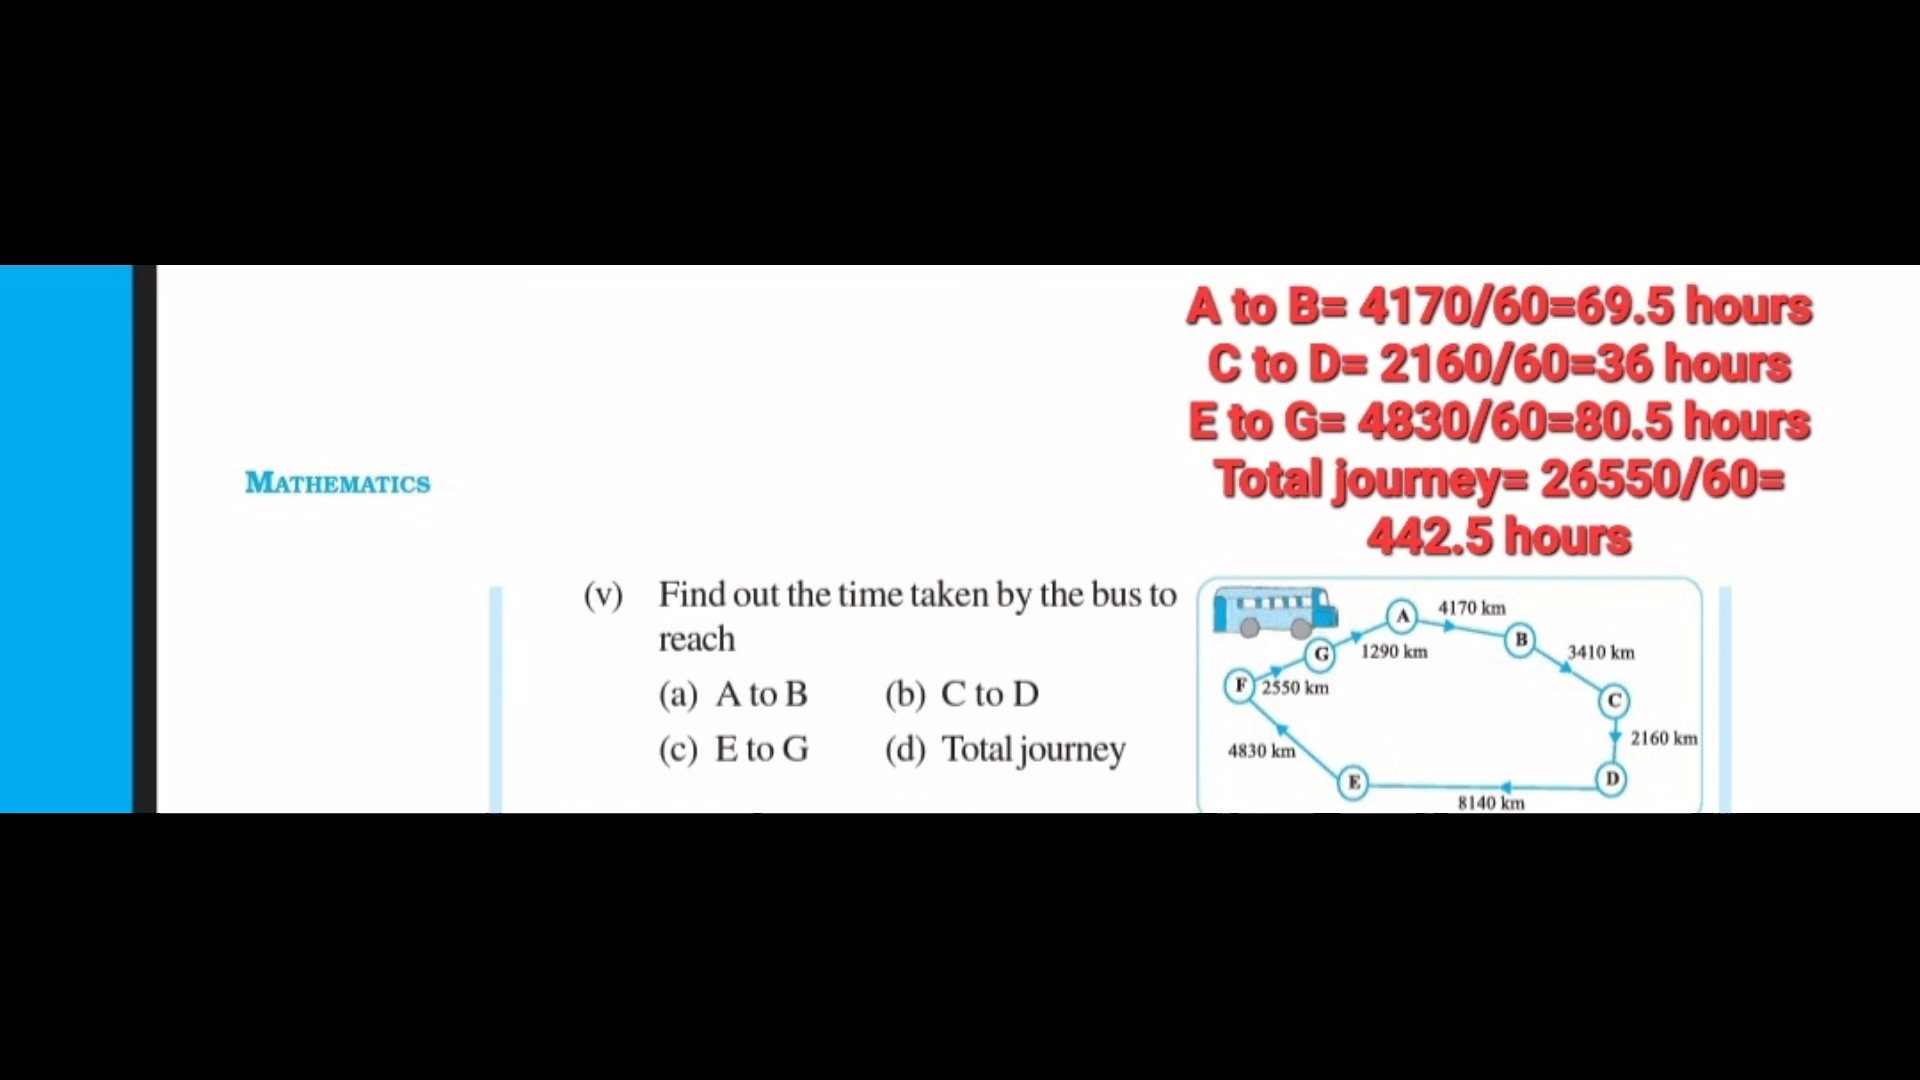 A to B= 4170/60=69.5 hours
C to D= 2160/60=36 hours
E to G= 4830/60=80.5 hours
Total journey= 26550/60=
442.5 hours
MATHEMATICS
(v) Find out the time taken by the bus to
reach
(a) A to B (b) C to D
(c) E to G (d) Total journey
A 4170 km
B
G 1290 km 3410 km
F 2550 km
C
4830 km 2160 km
E D
8140 km